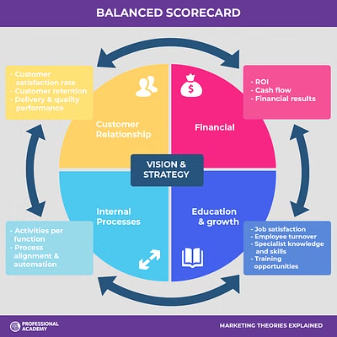 BALANCED SCORECARD
• Customer
satisfaction rate
• Customer retention
• Delivery & quality
performance
• ROI
• Cash flow
• Financial results
Customer
Relationship
$
Financial
VISION &
STRATEGY
Internal
Processes
Education
& growth
• Activities per
function
• Process
alignment &
automation
• Job satisfaction
• Employee turnover
• Specialist knowledge
and skills
• Training
opportunities
PROFESSIONAL
ACADEMY
MARKETING THEORIES EXPLAINED